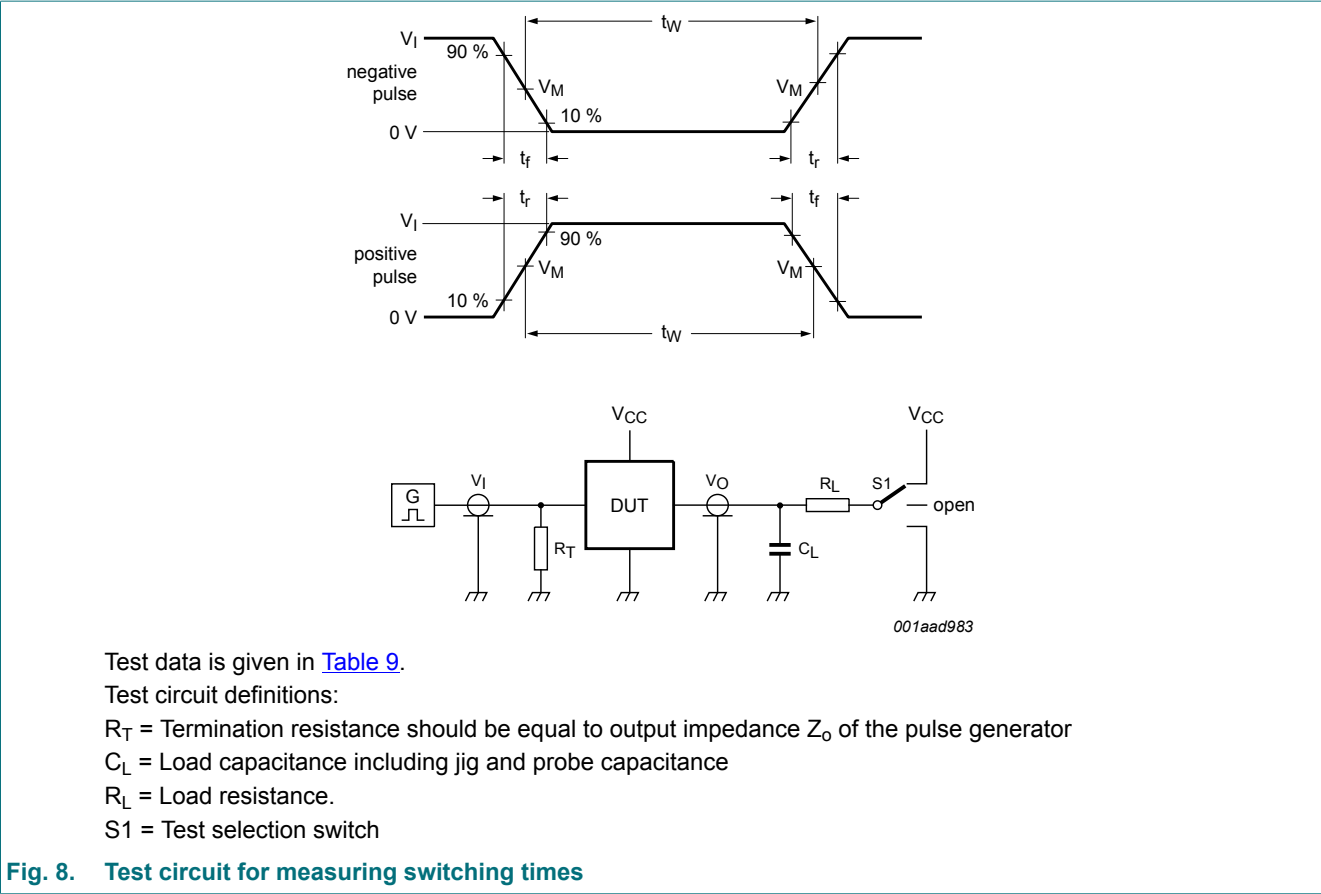 tW
VI
90 %
negative
pulse
VM
VM
10 %
0 V
tf
tr
tr
tf
VI
90 %
positive
pulse
VM
VM
10 %
0 V
tW
VCC
VCC
G
VI
DUT
VO
RL
S1
open
RT
CL
001aad983
Test data is given in Table 9.
Test circuit definitions:
RT = Termination resistance should be equal to output impedance Zo of the pulse generator
CL = Load capacitance including jig and probe capacitance
RL = Load resistance.
S1 = Test selection switch
Fig. 8. Test circuit for measuring switching times